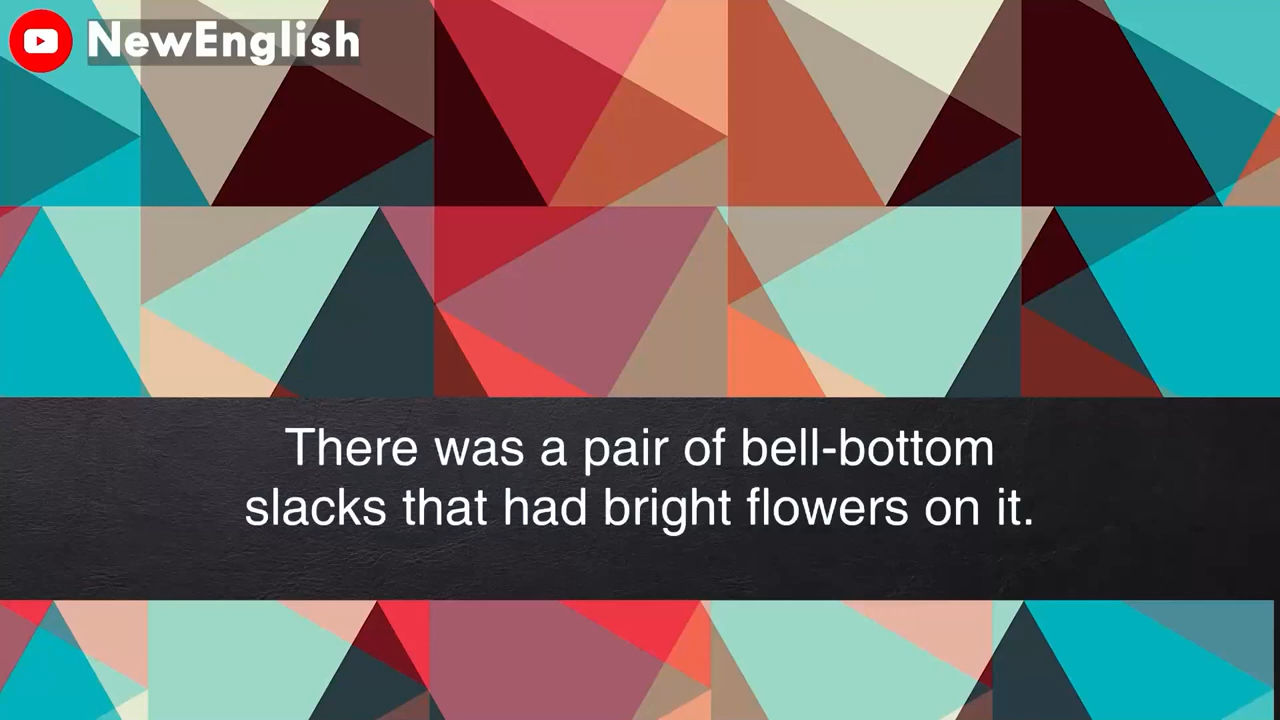 NewEnglish
There was a pair of bell-bottom
slacks that had bright flowers on it.